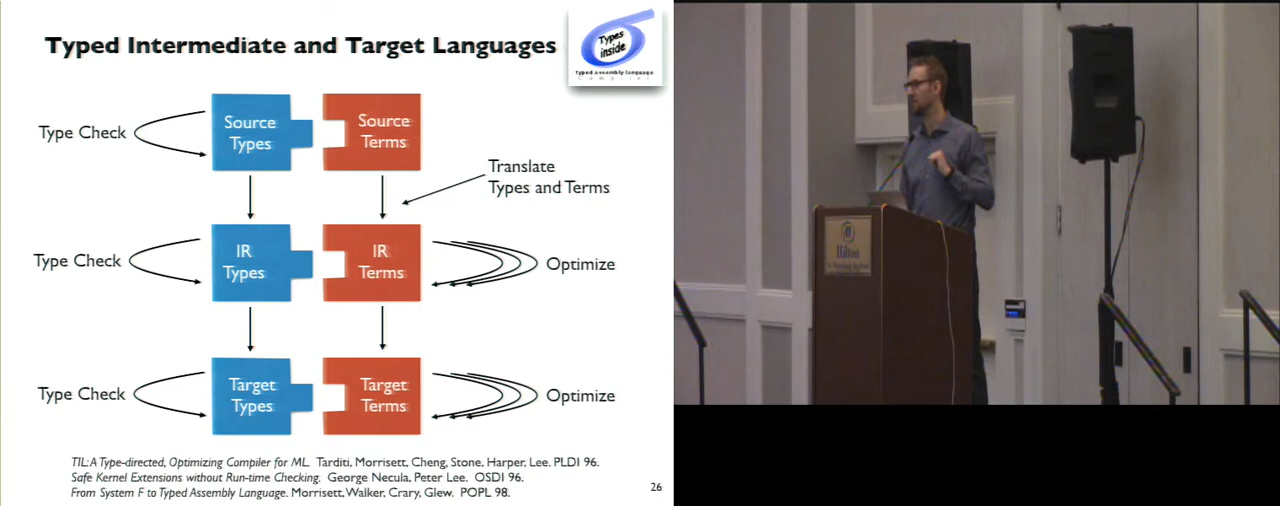 Typed Intermediate and Target Languages
Types
inside
typed assembly language
Compiler
Type Check
Source
Types
Source
Terms
Translate
Types and Terms
Type Check
IR
Types
IR
Terms
Optimize
Type Check
Target
Types
Target
Terms
Optimize
TIL: A Type-directed, Optimizing Compiler for ML. Tarditi, Morrisett, Cheng, Stone, Harper, Lee. PLDI 96.
Safe Kernel Extensions without Run-time Checking. George Necula, Peter Lee. OSDI 96.
From System F to Typed Assembly Language. Morrisett, Walker, Crary, Glew. POPL 98.
26
Hilton